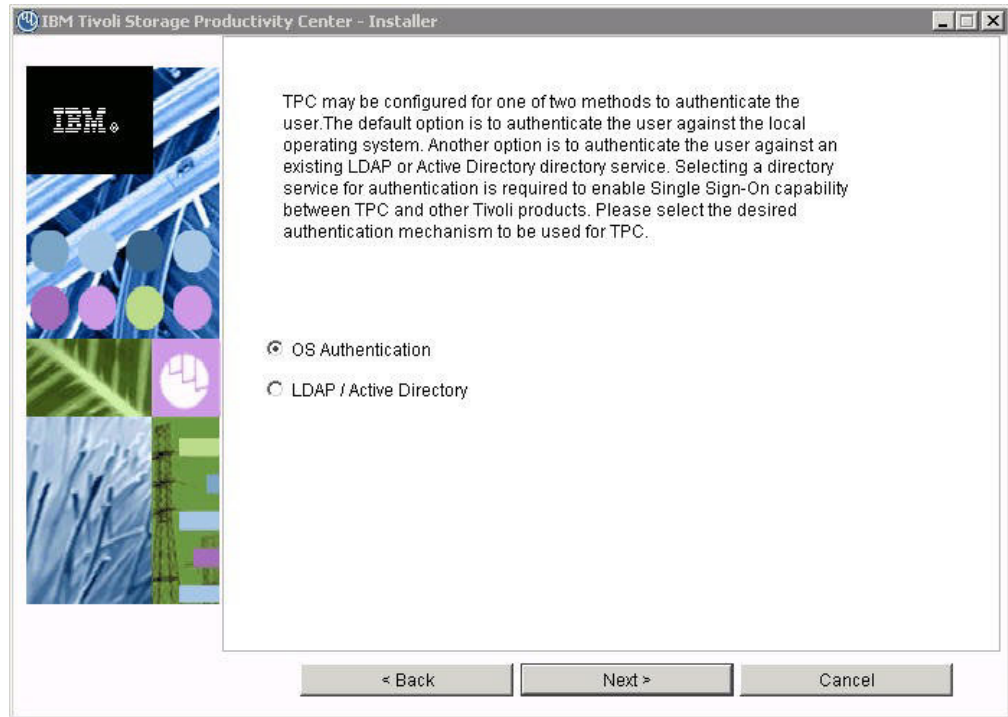 IBM Tivoli Storage Productivity Center - Installer
IBM®
TPC may be configured for one of two methods to authenticate the
user.The default option is to authenticate the user against the local
operating system. Another option is to authenticate the user against an
existing LDAP or Active Directory directory service. Selecting a directory
service for authentication is required to enable Single Sign-On capability
between TPC and other Tivoli products. Please select the desired
authentication mechanism to be used for TPC.
OS Authentication
LDAP / Active Directory
< Back
Next >
Cancel